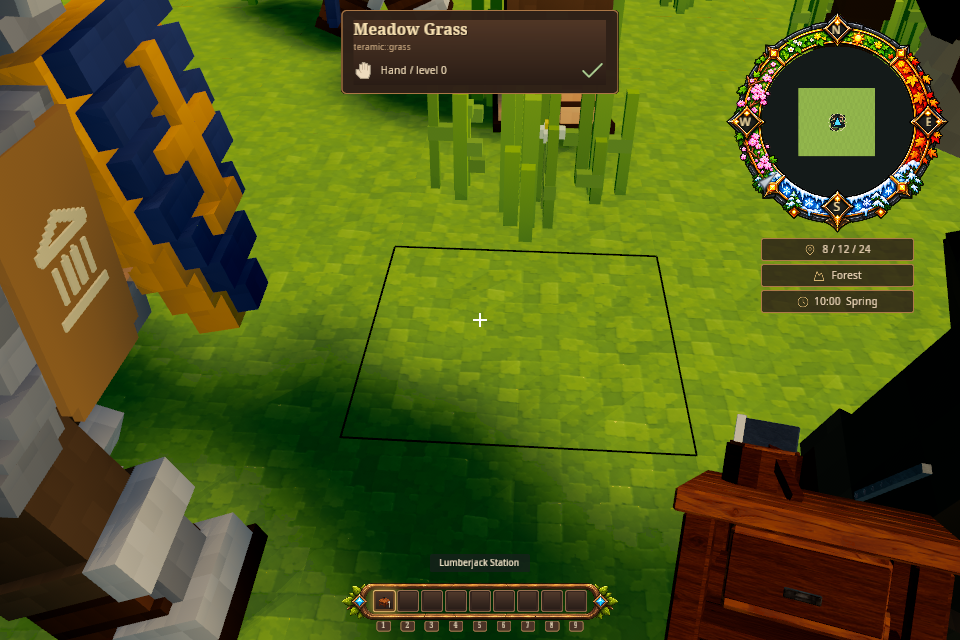 Meadow Grass
teramic:grass
Hand / level 0
N
W
E
S
8 / 12 / 24
Forest
10:00 Spring
Lumberjack Station
1
1 2 3 4 5 6 7 8 9